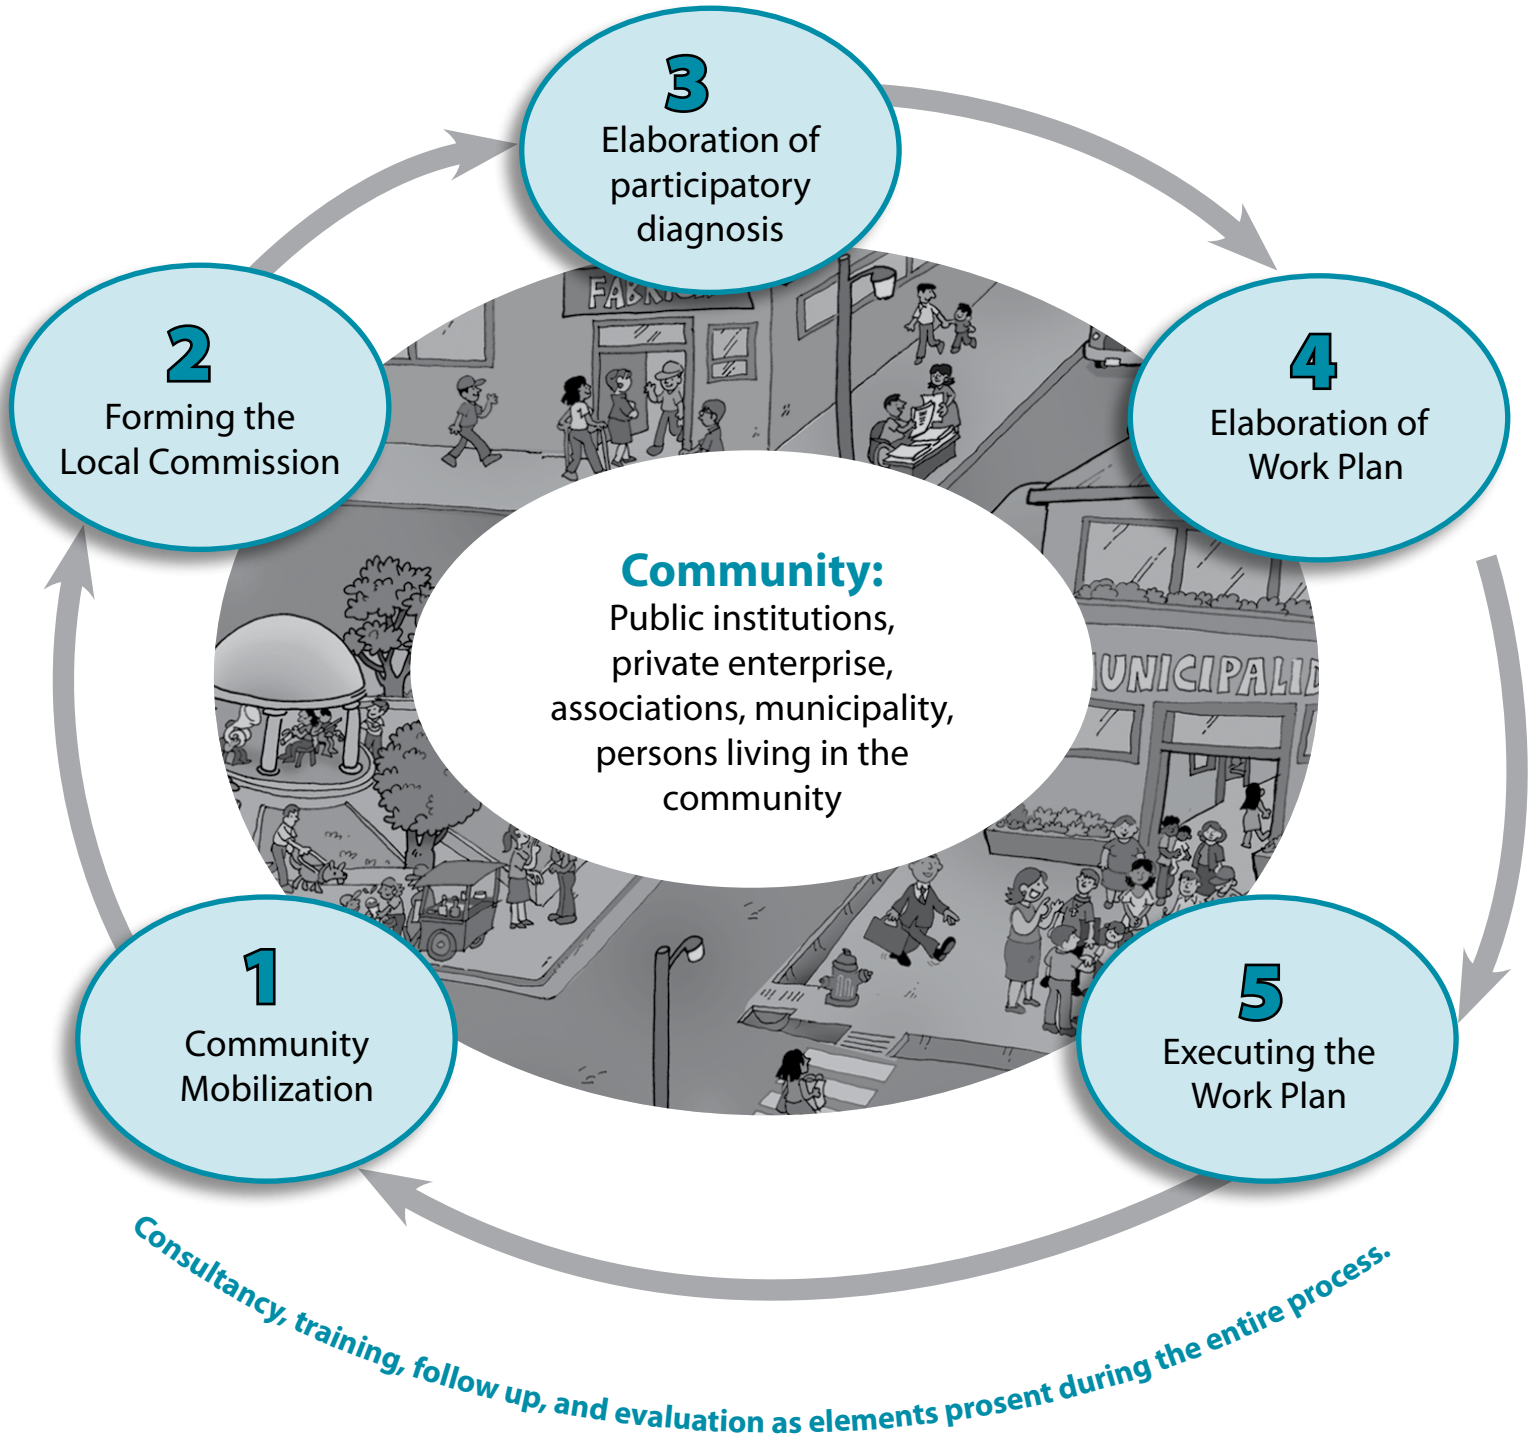 3
Elaboration of
participatory
diagnosis
2
Forming the
Local Commission
4
Elaboration of
Work Plan
Community:
Public institutions,
private enterprise,
associations, municipality,
persons living in the
community
UNICIPALID
1
Community
Mobilization
5
Executing the
Work Plan
Consultancy, training, follow up, and evaluation as elements prosent during the entire process.